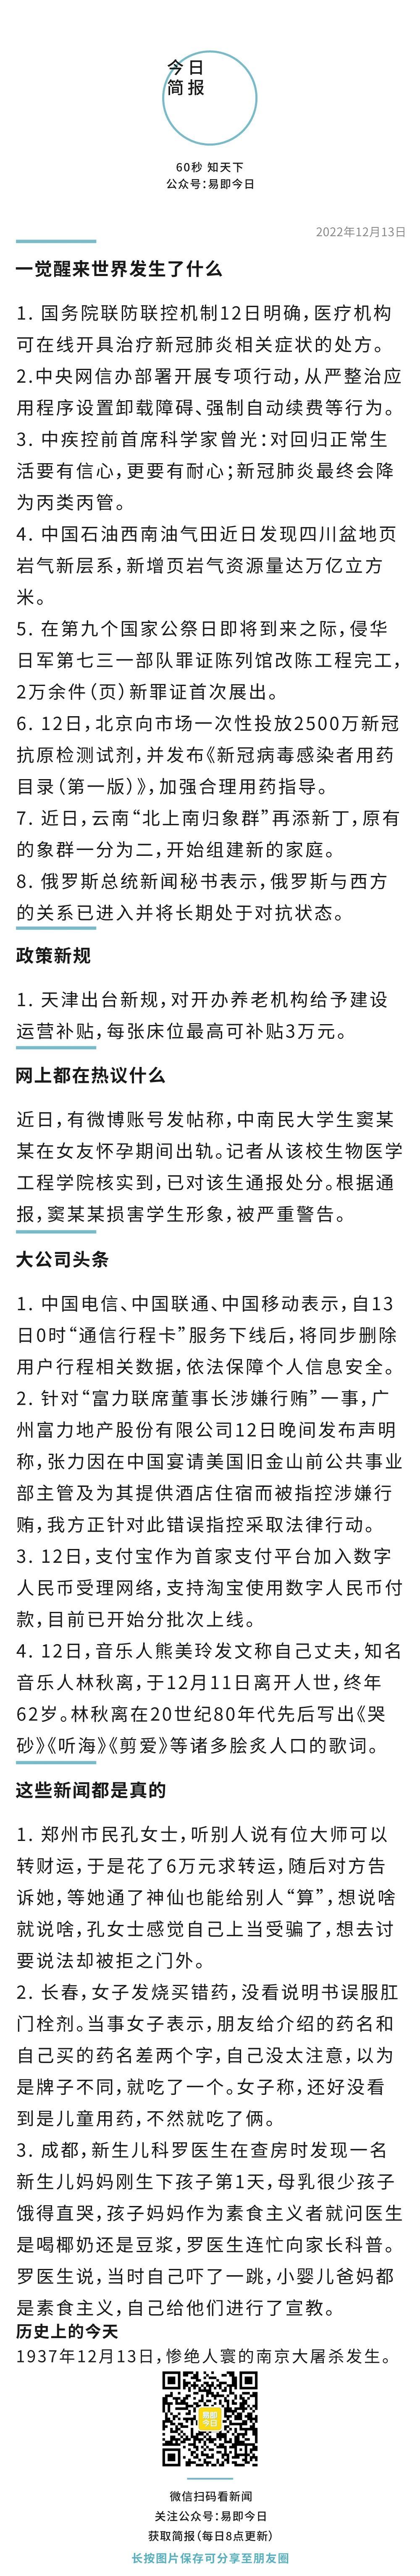 今日
简报
60秒 知天下
公众号：易即今日
2022年12月13日
一觉醒来世界发生了什么
1. 国务院联防联控机制12日明确，医疗机构
可在线开具治疗新冠肺炎相关症状的处方。
2.中央网信办部署开展专项行动，从严整治应
用程序设置卸载障碍、强制自动续费等行为。
3. 中疾控前首席科学家曾光：对回归正常生
活要有信心，更要有耐心；新冠肺炎最终会降
为丙类丙管。
4. 中国石油西南油气田近日发现四川盆地页
岩气新层系，新增页岩气资源量达万亿立方
米。
5. 在第九个国家公祭日即将到来之际，侵华
日军第七三一部队罪证陈列馆改陈工程完工，
2万余件（页）新罪证首次展出。
6. 12日，北京向市场一次性投放2500万新冠
抗原检测试剂，并发布《新冠病毒感染者用药
目录（第一版）》，加强合理用药指导。
7. 近日，云南“北上南归象群”再添新丁，原有
的象群一分为二，开始组建新的家庭。
8. 俄罗斯总统新闻秘书表示，俄罗斯与西方
的关系已进入并将长期处于对抗状态。
政策新规
1. 天津出台新规，对开办养老机构给予建设
运营补贴，每张床位最高可补贴3万元。
网上都在热议什么
近日，有微博账号发帖称，中南民大学生窦某
某在女友怀孕期间出轨。记者从该校生物医学
工程学院核实到，已对该生通报处分。根据通
报，窦某某损害学生形象，被严重警告。
大公司头条
1. 中国电信、中国联通、中国移动表示，自13
日0时“通信行程卡”服务下线后，将同步删除
用户行程相关数据，依法保障个人信息安全。
2. 针对“富力联席董事长涉嫌行贿”一事，广
州富力地产股份有限公司12日晚间发布声明
称，张力因在中国宴请美国旧金山前公共事业
部主管及为其提供酒店住宿而被指控涉嫌行
贿，我方正针对此错误指控采取法律行动。
3. 12日，支付宝作为首家支付平台加入数字
人民币受理网络，支持淘宝使用数字人民币付
款，目前已开始分批次上线。
4. 12日，音乐人熊美玲发文称自己丈夫，知名
音乐人林秋离，于12月11日离开人世，终年
62岁。林秋离在20世纪80年代先后写出《哭
砂》《听海》《剪爱》等诸多脍炙人口的歌词。
这些新闻都是真的
1. 郑州市民孔女士，听别人说有位大师可以
转财运，于是花了6万元求转运，随后对方告
诉她，等她通了神仙也能给别人“算”，想说啥
就说啥，孔女士感觉自己上当受骗了，想去讨
要说法却被拒之门外。
2. 长春，女子发烧买错药，没看说明书误服肛
门栓剂。当事女子表示，朋友给介绍的药名和
自己买的药名差两个字，自己没太注意，以为
是牌子不同，就吃了一个。女子称，还好没看
到是儿童用药，不然就吃了俩。
3. 成都，新生儿科罗医生在查房时发现一名
新生儿妈妈刚生下孩子第1天，母乳很少孩子
饿得直哭，孩子妈妈作为素食主义者就问医生
是喝椰奶还是豆浆，罗医生连忙向家长科普。
罗医生说，当时自己吓了一跳，小婴儿爸妈都
是素食主义，自己给他们进行了宣教。
历史上的今天
1937年12月13日，惨绝人寰的南京大屠杀发生。
易即
今日
微信扫码看新闻
关注公众号：易即今日
获取简报（每日8点更新）
长按图片保存可分享至朋友圈